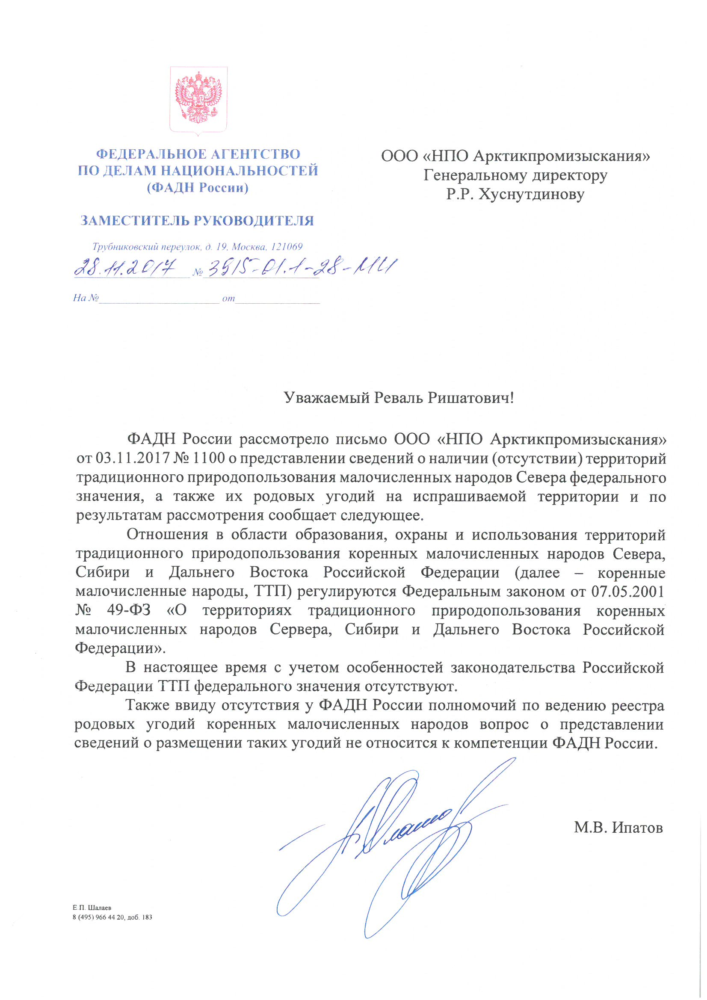 ФЕДЕРАЛЬНОЕ АГЕНТСТВО
ПО ДЕЛАМ НАЦИОНАЛЬНОСТЕЙ
(ФАДН России)
ЗАМЕСТИТЕЛЬ РУКОВОДИТЕЛЯ
Трубниковский переулок, д. 19, Москва, 121069
28.11.2017 № 3915-01.1-28-МИ
На № от
ООО «НПО Арктикпромизыскания»
Генеральному директору
Р.Р. Хуснутдинову
Уважаемый Реваль Ришатович!
ФАДН России рассмотрело письмо ООО «НПО Арктикпромизыскания»
от 03.11.2017 № 1100 о представлении сведений о наличии (отсутствии) территорий
традиционного природопользования малочисленных народов Севера федерального
значения, а также их родовых угодий на испрашиваемой территории и по
результатам рассмотрения сообщает следующее.
Отношения в области образования, охраны и использования территорий
традиционного природопользования коренных малочисленных народов Севера,
Сибири и Дальнего Востока Российской Федерации (далее – коренные
малочисленные народы, ТТП) регулируются Федеральным законом от 07.05.2001
№ 49-ФЗ «О территориях традиционного природопользования коренных
малочисленных народов Сервера, Сибири и Дальнего Востока Российской
Федерации».
В настоящее время с учетом особенностей законодательства Российской
Федерации ТТП федерального значения отсутствуют.
Также ввиду отсутствия у ФАДН России полномочий по ведению реестра
родовых угодий коренных малочисленных народов вопрос о представлении
сведений о размещении таких угодий не относится к компетенции ФАДН России.
М.В. Ипатов
Е.П. Шалаев
8 (495) 966 44 20, доб. 183